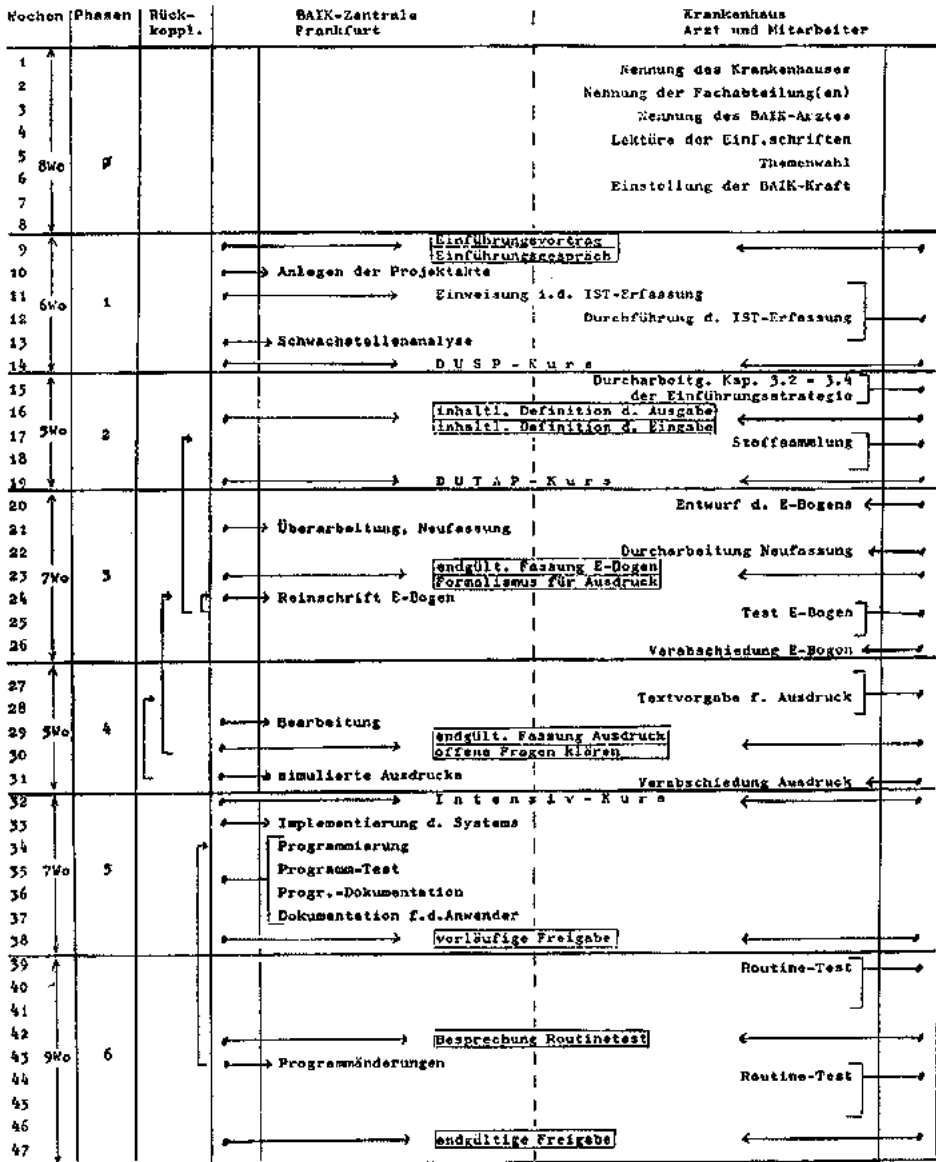 Wochen Phasen Rück- BAIK-Zentrale Krankenhaus
koppl. Frankfurt Arzt und Mitarbeiter
1 Nennung des Krankenhauses
2 Nennung der Fachabteilung(en)
3 Nennung des BAIK-Arztes
4 Lektüre der Einf.schriften
5 8Wo ø Themenwahl
6 Einstellung der BAIK-Kraft
7
8
9 Einführungsvortrag
Einführungsgespräch
10 Anlegen der Projektakte
11 6Wo 1 Einweisung i.d. IST-Erfassung
12 Durchführung d. IST-Erfassung
13 Schwachstellenanalyse
14 DUSP-Kurs
15 Durcharbeitg. Kap. 3.2 - 3.4
der Einführungsstrategie
16 inhaltl. Definition d. Ausgabe
17 5Wo 2 inhaltl. Definition d. Eingabe
Stoffsammlung
18
19 DUTAP-Kurs
20 Entwurf d. E-Bogens
21 Überarbeitung, Neufassung
22 Durcharbeitung Neufassung
23 7Wo 3 endgült. Fassung E-Bogen
Formalismus für Ausdruck
24 Reinschrift E-Bogen
25 Test E-Bogen
26 Verabschiedung E-Bogen
27 Textvorgabe f. Ausdruck
28
29 5Wo 4 Bearbeitung
30 endgült. Fassung Ausdruck
offene Fragen klären
31 simulierte Ausdrucke Verabschiedung Ausdruck
32 Intensiv-Kurs
33 Implementierung d. Systems
34 Programmierung
35 7Wo 5 Programm-Test
36 Progr.-Dokumentation
37 Dokumentation f.d.Anwender
38 vorläufige Freigabe
39 Routine-Test
40
41
42 Besprechung Routinetest
43 9Wo 6 Programmänderungen
44 Routine-Test
45
46
47 endgültige Freigabe